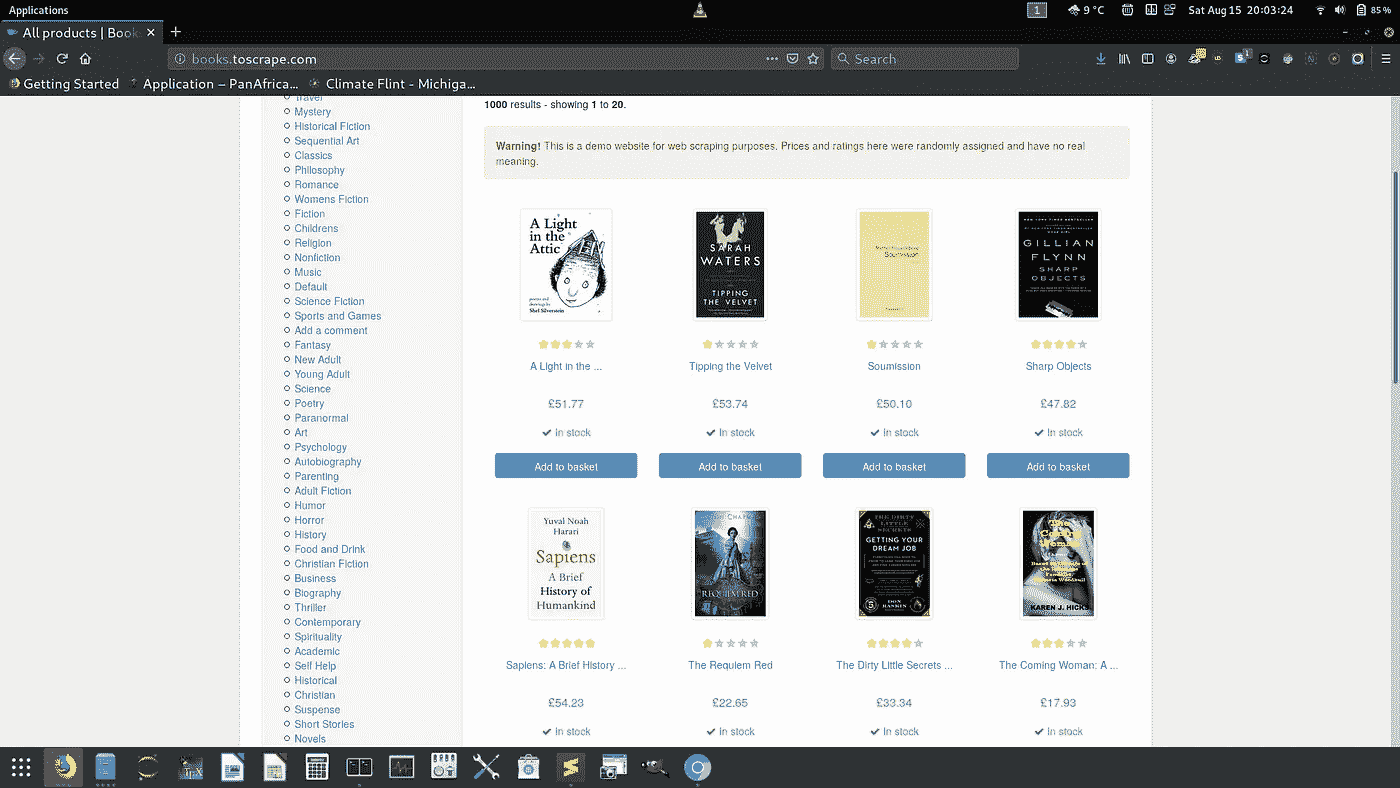 Applications
1
9 °C
Sat Aug 15 20:03:24
85%
All products | Book
books.toscrape.com
Search
Getting Started
Application – PanAfrica...
Climate Flint - Michiga...
Travel
Mystery
Historical Fiction
Sequential Art
Classics
Philosophy
Romance
Womens Fiction
Fiction
Childrens
Religion
Nonfiction
Music
Default
Science Fiction
Sports and Games
Add a comment
Fantasy
New Adult
Young Adult
Science
Poetry
Paranormal
Art
Psychology
Autobiography
Parenting
Adult Fiction
Humor
Horror
History
Food and Drink
Christian Fiction
Business
Biography
Thriller
Contemporary
Spirituality
Academic
Self Help
Historical
Christian
Suspense
Short Stories
Novels
1000 results - showing 1 to 20.
Warning! This is a demo website for web scraping purposes. Prices and ratings here were randomly assigned and have no real
meaning.
A Light
in the
Attic
poems and
drawings by
Shel Silverstein
SARAH
WATERS
TIPPING
THE VELVET
Soumission
GILLIAN
FLYNN
SHARP
OBJECTS
A Light in the ...
Tipping the Velvet
Soumission
Sharp Objects
£51.77
£53.74
£50.10
£47.82
In stock
In stock
In stock
In stock
Add to basket
Add to basket
Add to basket
Add to basket
Yuval Noah
Harari
Sapiens
A Brief
History of
Humankind
REQUIEM RED
THE DIRTY
LITTLE
SECRETS
GETTING YOUR
DREAM JOB
DON
RASKIN
The
Coming
Woman
KAREN J. HICKS
Sapiens: A Brief History ...
The Requiem Red
The Dirty Little Secrets ...
The Coming Woman: A ...
£54.23
£22.65
£33.34
£17.93
In stock
In stock
In stock
In stock